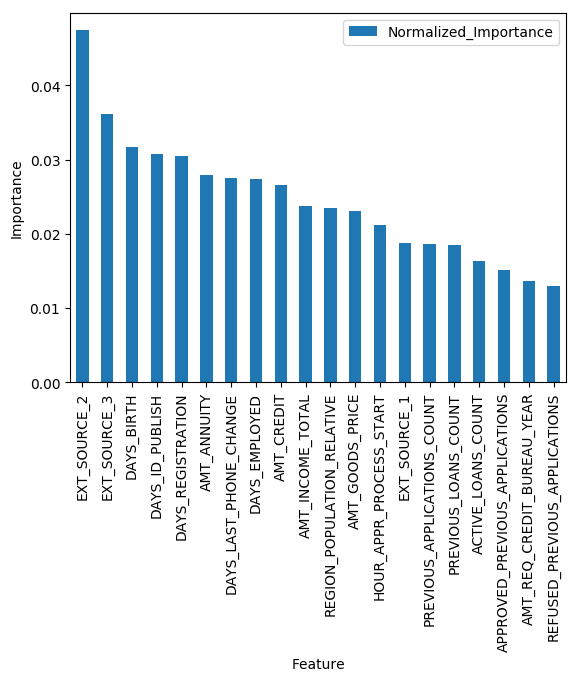 Normalized_Importance
0.04
0.03
0.02
0.01
0.00
Importance
EXT_SOURCE_2
EXT_SOURCE_3
DAYS_BIRTH
DAYS_ID_PUBLISH
DAYS_REGISTRATION
AMT_ANNUITY
DAYS_LAST_PHONE_CHANGE
DAYS_EMPLOYED
AMT_CREDIT
AMT_INCOME_TOTAL
REGION_POPULATION_RELATIVE
AMT_GOODS_PRICE
HOUR_APPR_PROCESS_START
EXT_SOURCE_1
PREVIOUS_APPLICATIONS_COUNT
PREVIOUS_LOANS_COUNT
ACTIVE_LOANS_COUNT
APPROVED_PREVIOUS_APPLICATIONS
AMT_REQ_CREDIT_BUREAU_YEAR
REFUSED_PREVIOUS_APPLICATIONS
Feature